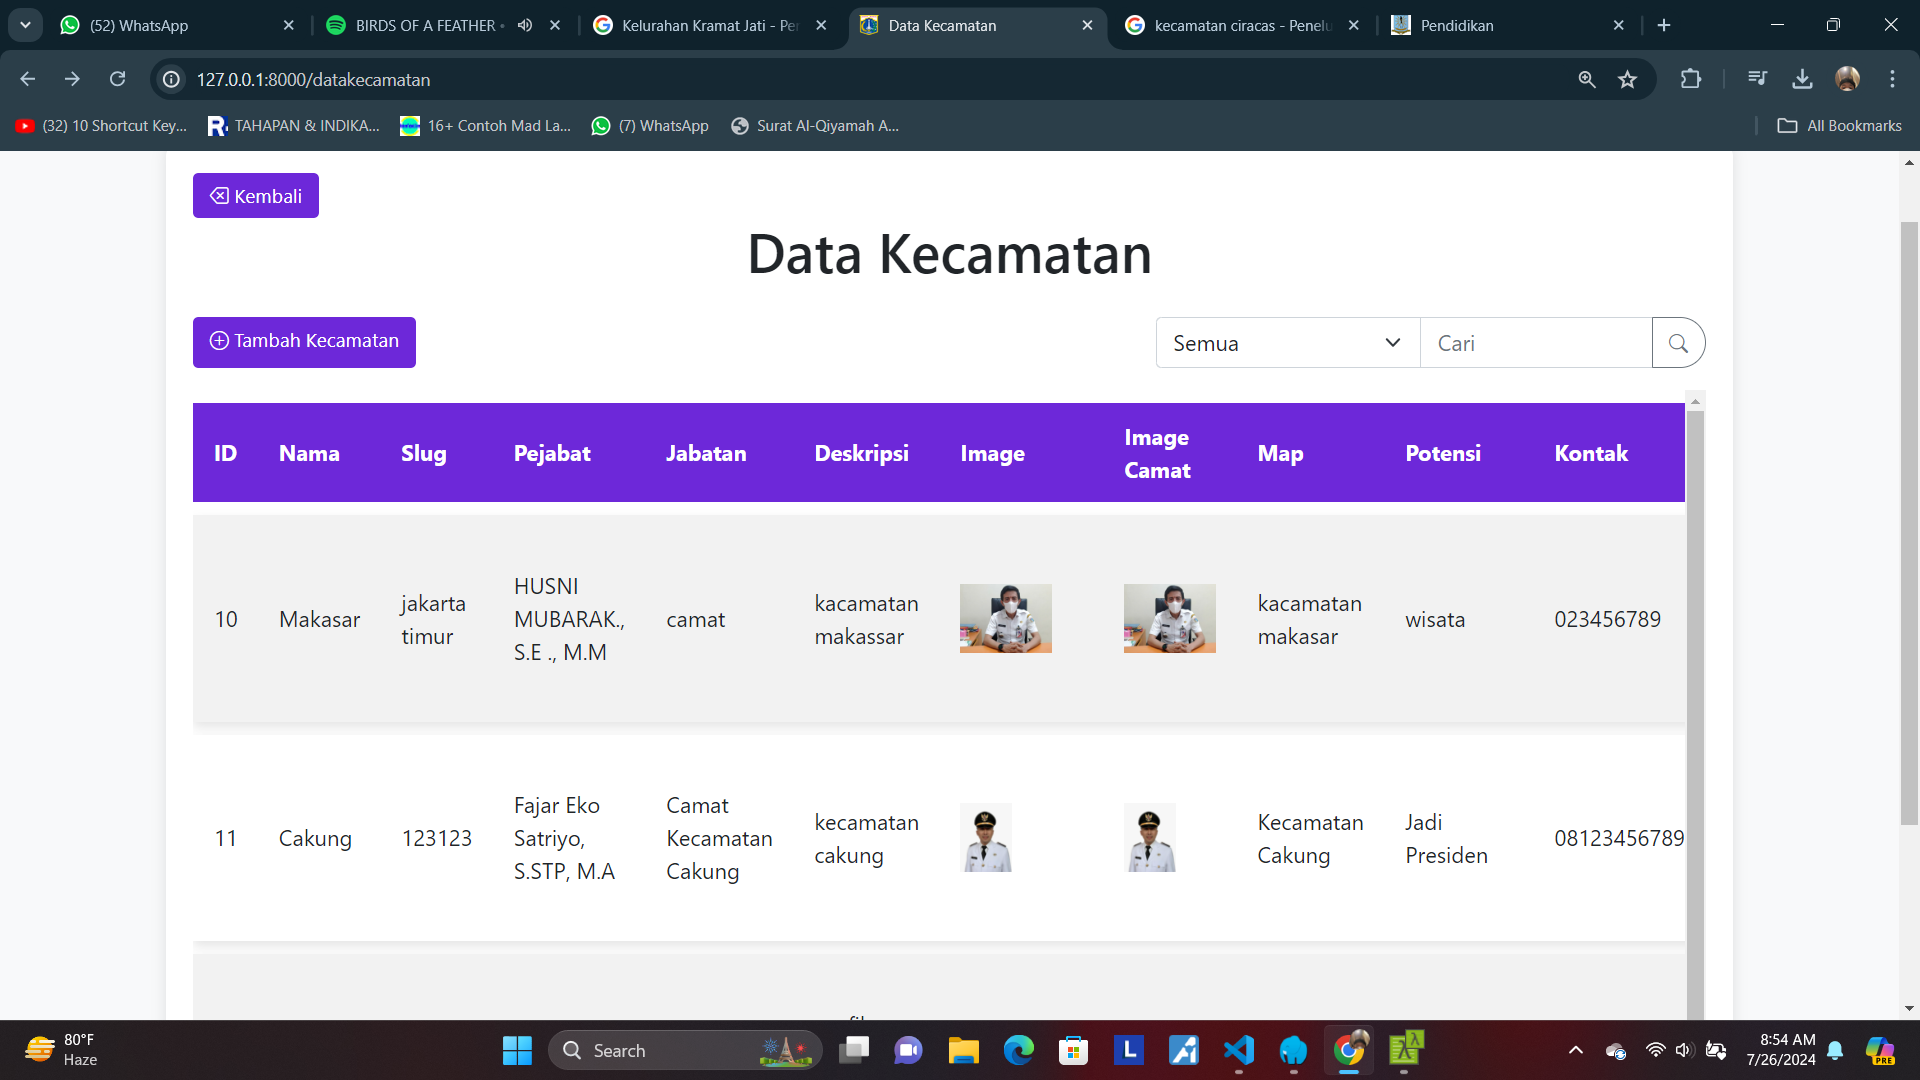 (52) WhatsApp
BIRDS OF A FEATHER •
Kelurahan Kramat Jati - Pe
Data Kecamatan
kecamatan ciracas - Penelu
Pendidikan
127.0.0.1:8000/datakecamatan
(32) 10 Shortcut Key...
TAHAPAN & INDIKA...
16+ Contoh Mad La...
(7) WhatsApp
Surat Al-Qiyamah A...
All Bookmarks
Kembali
Data Kecamatan
Tambah Kecamatan
Semua
Cari
ID
Nama
Slug
Pejabat
Jabatan
Deskripsi
Image
Image
Camat
Map
Potensi
Kontak
10
Makasar
jakarta
timur
HUSNI
MUBARAK.,
S.E ., M.M
camat
kacamatan
makassar
kacamatan
makasar
wisata
023456789
11
Cakung
123123
Fajar Eko
Satriyo,
S.STP, M.A
Camat
Kecamatan
Cakung
kecamatan
cakung
Kecamatan
Cakung
Jadi
Presiden
08123456789
80°F
Haze
Search
L
PRE
8:54 AM
7/26/2024